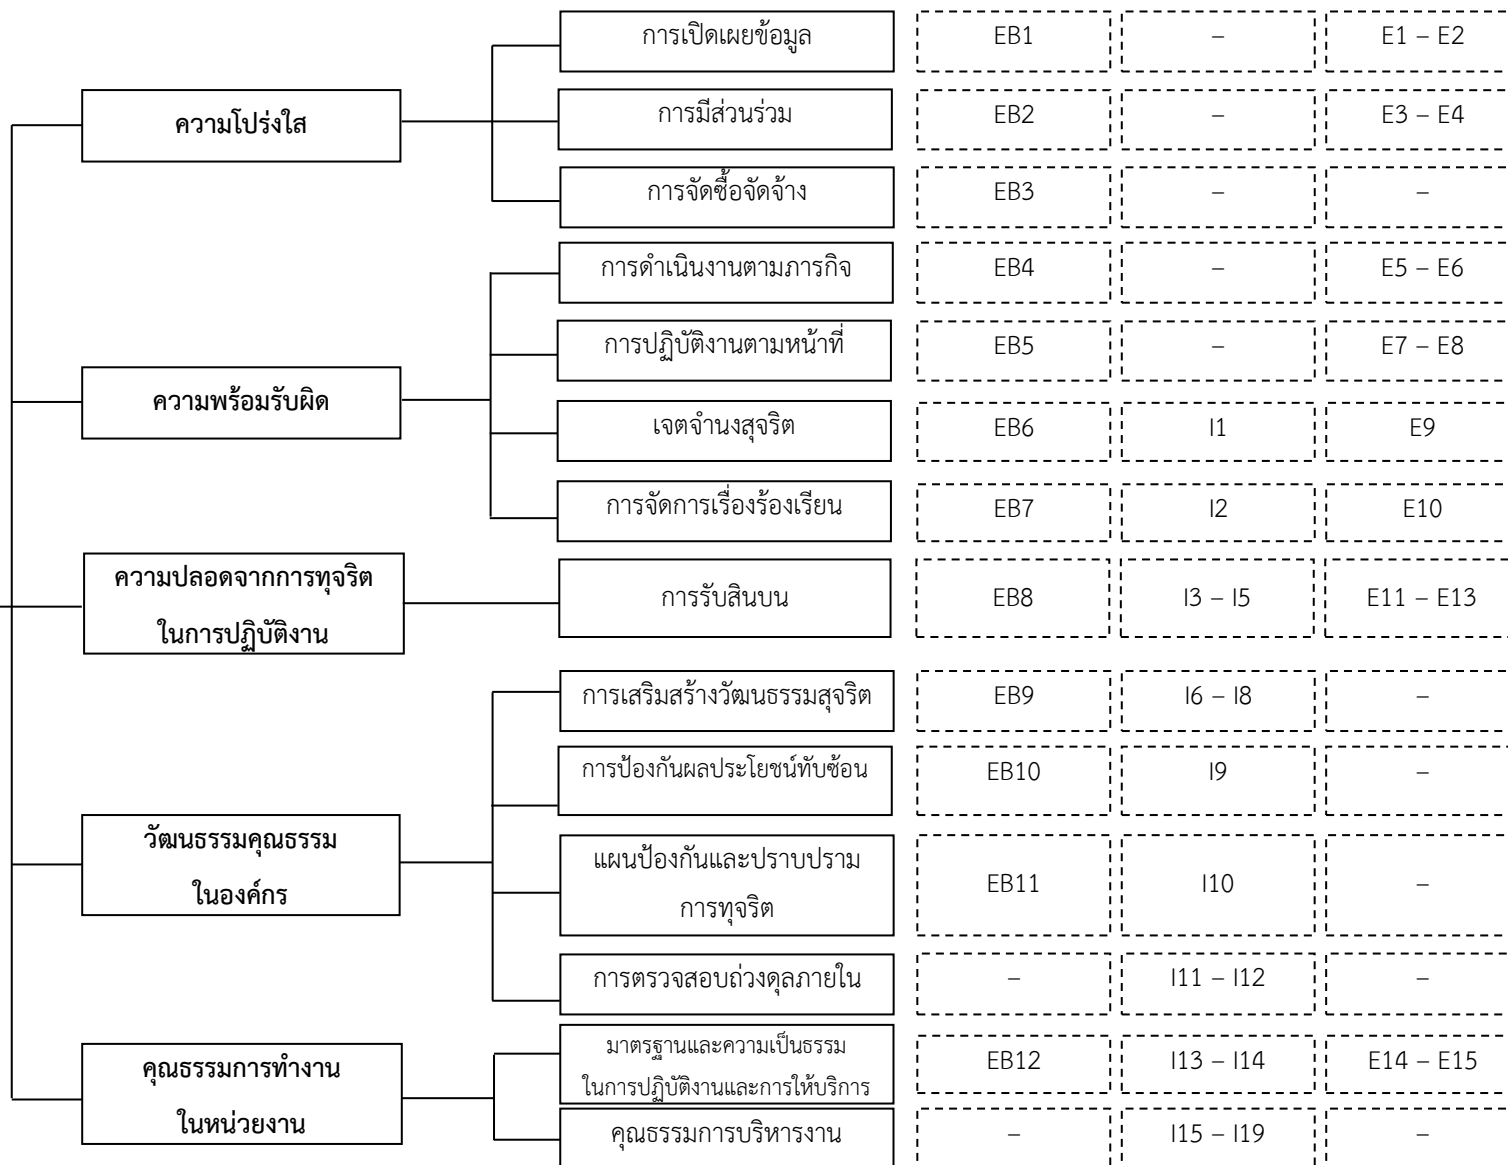 การเปิดเผยข้อมูล EB1 – E1 – E2
ความโปร่งใส
การมีส่วนร่วม EB2 – E3 – E4
การจัดซื้อจัดจ้าง EB3 – –
การดำเนินงานตามภารกิจ EB4 – E5 – E6
การปฏิบัติงานตามหน้าที่ EB5 – E7 – E8
ความพร้อมรับผิด
เจตจำนงสุจริต EB6 I1 E9
การจัดการเรื่องร้องเรียน EB7 I2 E10
ความปลอดจากการทุจริต
ในการปฏิบัติงาน
การรับสินบน EB8 I3 – I5 E11 – E13
การเสริมสร้างวัฒนธรรมสุจริต EB9 I6 – I8 –
การป้องกันผลประโยชน์ทับซ้อน EB10 I9 –
วัฒนธรรมคุณธรรม
ในองค์กร
แผนป้องกันและปราบปราม
การทุจริต
EB11 I10 –
การตรวจสอบถ่วงดุลภายใน – I11 – I12 –
คุณธรรมการทำงาน
ในหน่วยงาน
มาตรฐานและความเป็นธรรม
ในการปฏิบัติงานและการให้บริการ
EB12 I13 – I14 E14 – E15
คุณธรรมการบริหารงาน – I15 – I19 –